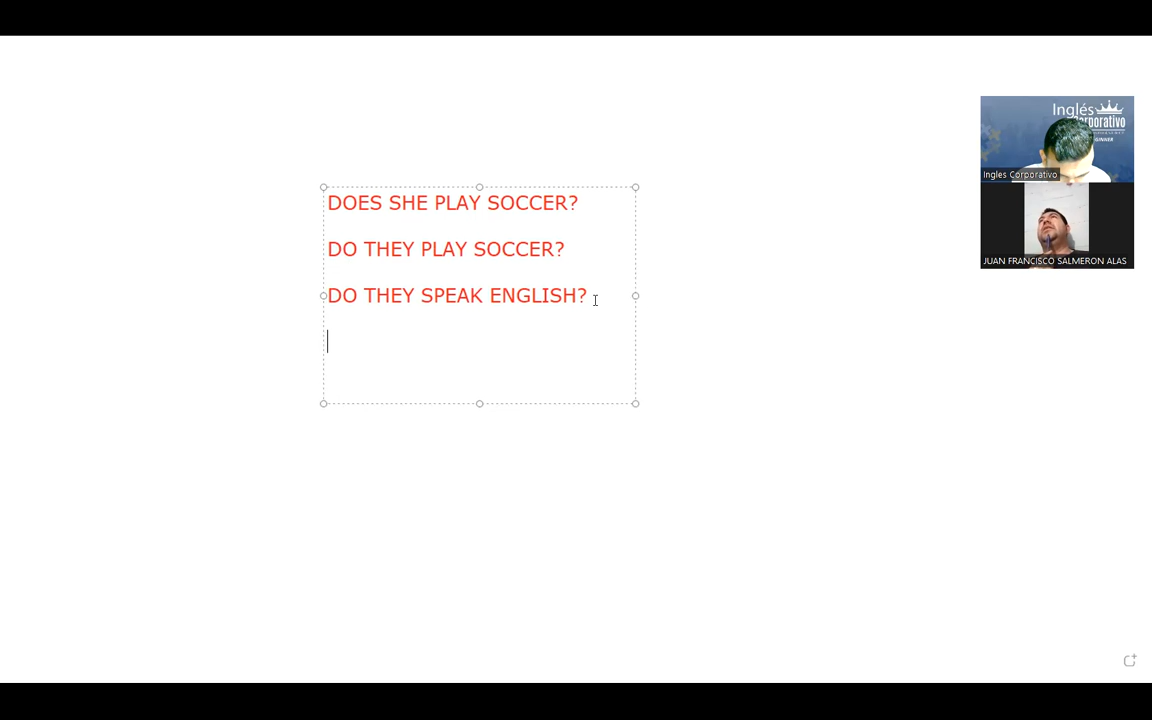 DOES SHE PLAY SOCCER?
DO THEY PLAY SOCCER?
DO THEY SPEAK ENGLISH?
Inglés
Corporativo
Ingles Corporativo
JUAN FRANCISCO SALMERON ALAS